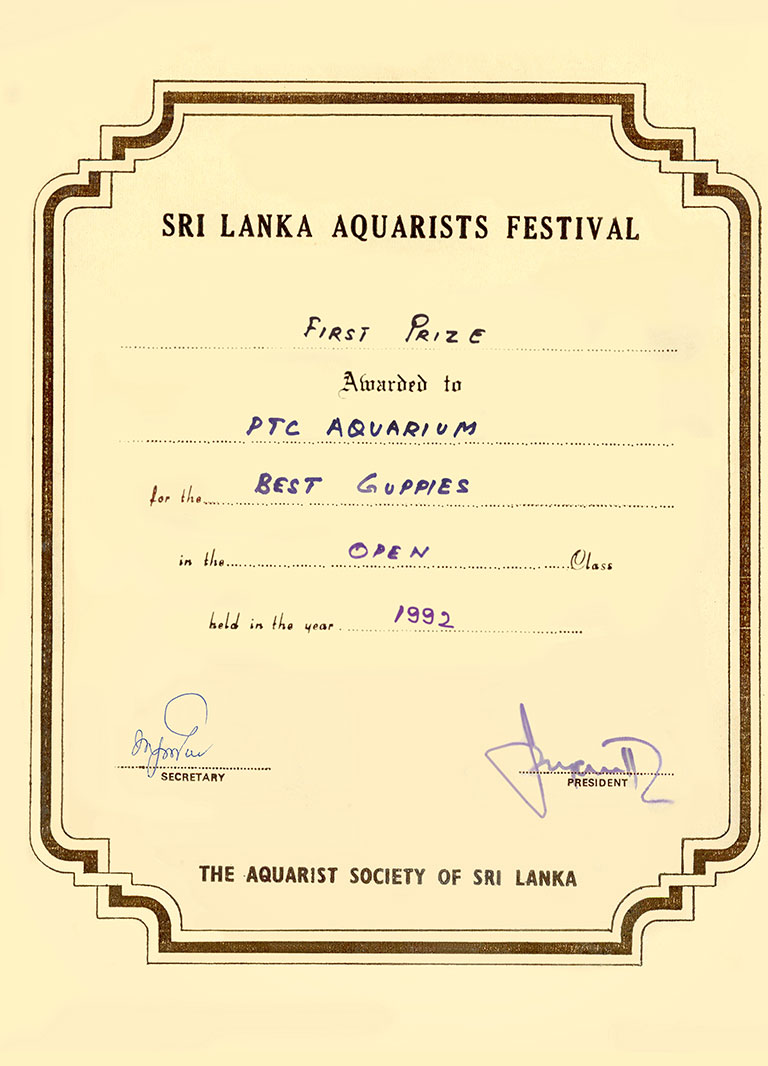 SRI LANKA AQUARISTS FESTIVAL
FIRST PRIZE
Awarded to
PTC AQUARIUM
for the BEST GUPPIES
in the OPEN Class
held in the year 1992
SECRETARY
PRESIDENT
THE AQUARIST SOCIETY OF SRI LANKA